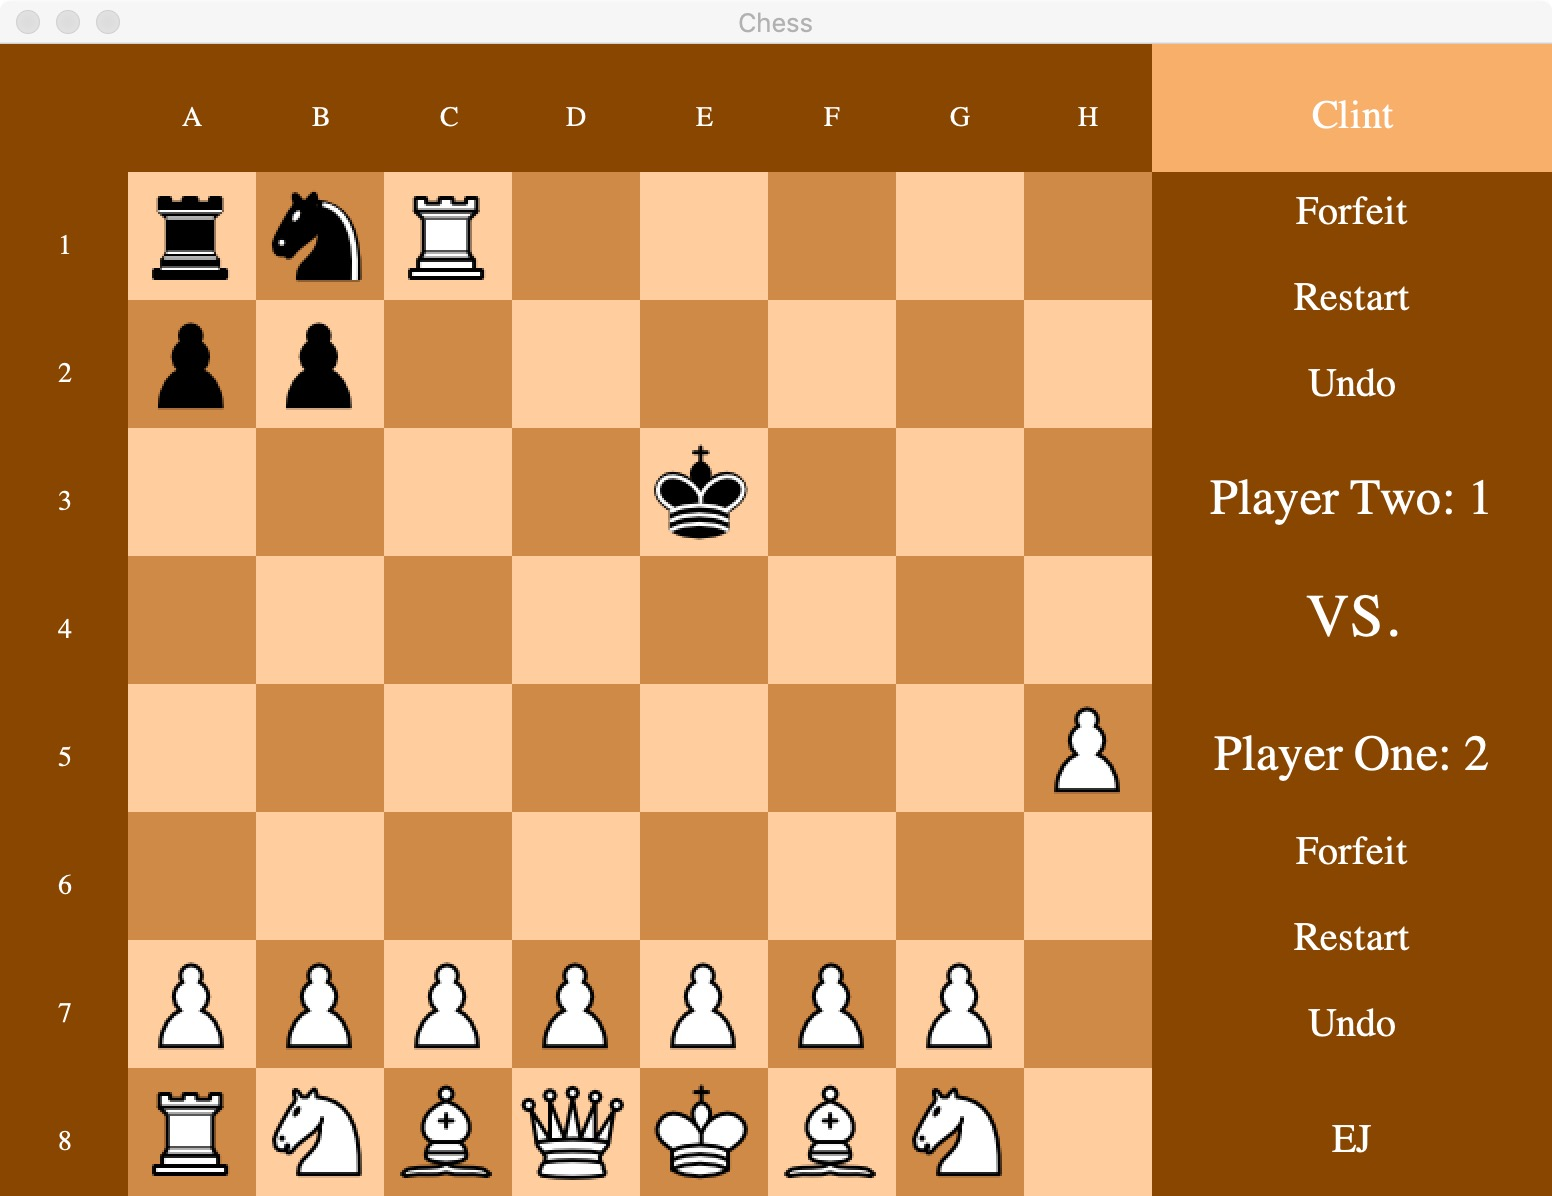 Chess
A B C D E F G H
Clint
1
Forfeit
Restart
2
Undo
3
Player Two: 1
4
VS.
5
Player One: 2
Forfeit
6
Restart
7
Undo
8
EJ